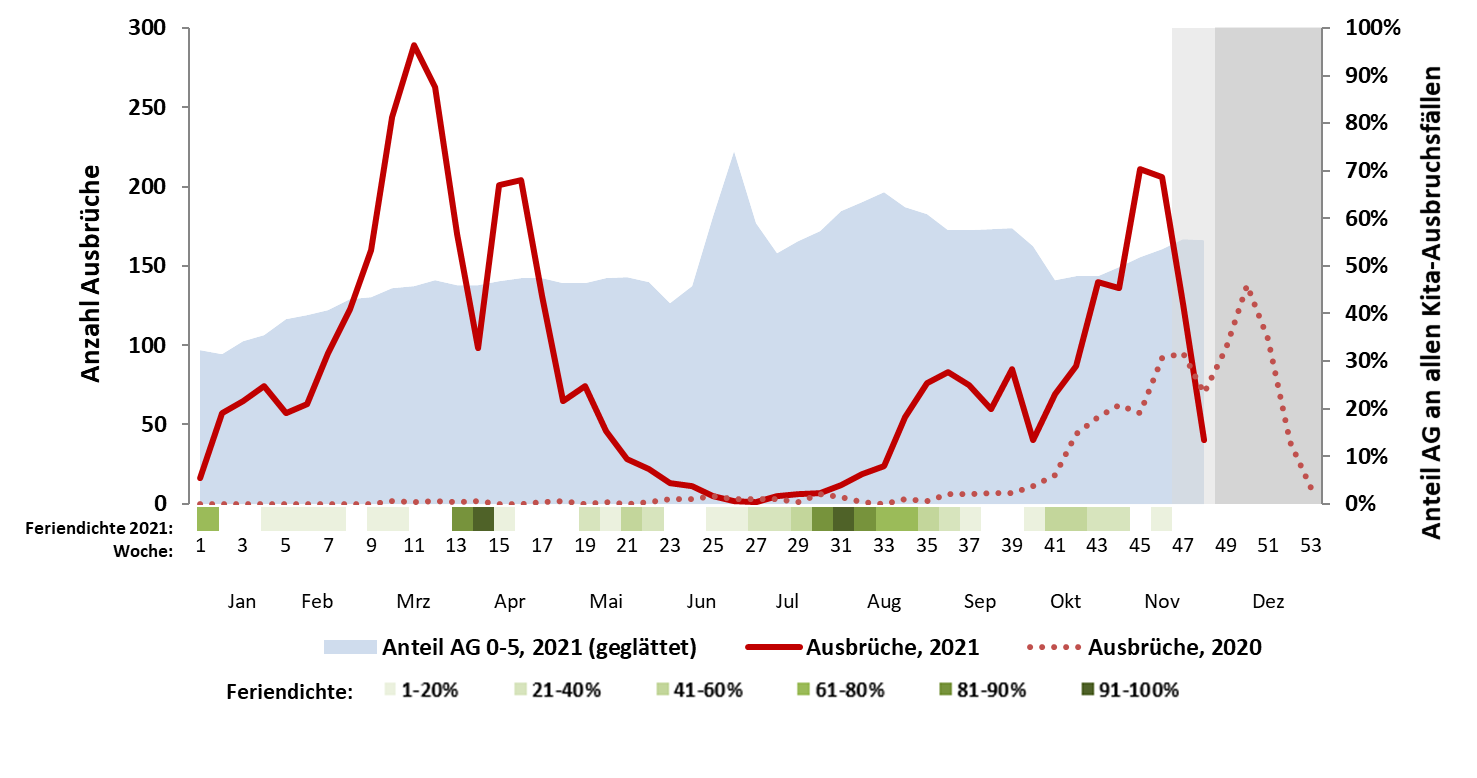 300
250
200
150
100
50
0
Anzahl Ausbrüche
100%
90%
80%
70%
60%
50%
40%
30%
20%
10%
0%
Anteil AG an allen Kita-Ausbruchsfällen
Feriendichte 2021:
Woche: 1 3 5 7 9 11 13 15 17 19 21 23 25 27 29 31 33 35 37 39 41 43 45 47 49 51 53
Jan Feb Mrz Apr Mai Jun Jul Aug Sep Okt Nov Dez
Anteil AG 0-5, 2021 (geglättet) Ausbrüche, 2021 Ausbrüche, 2020
Feriendichte: 1-20% 21-40% 41-60% 61-80% 81-90% 91-100%